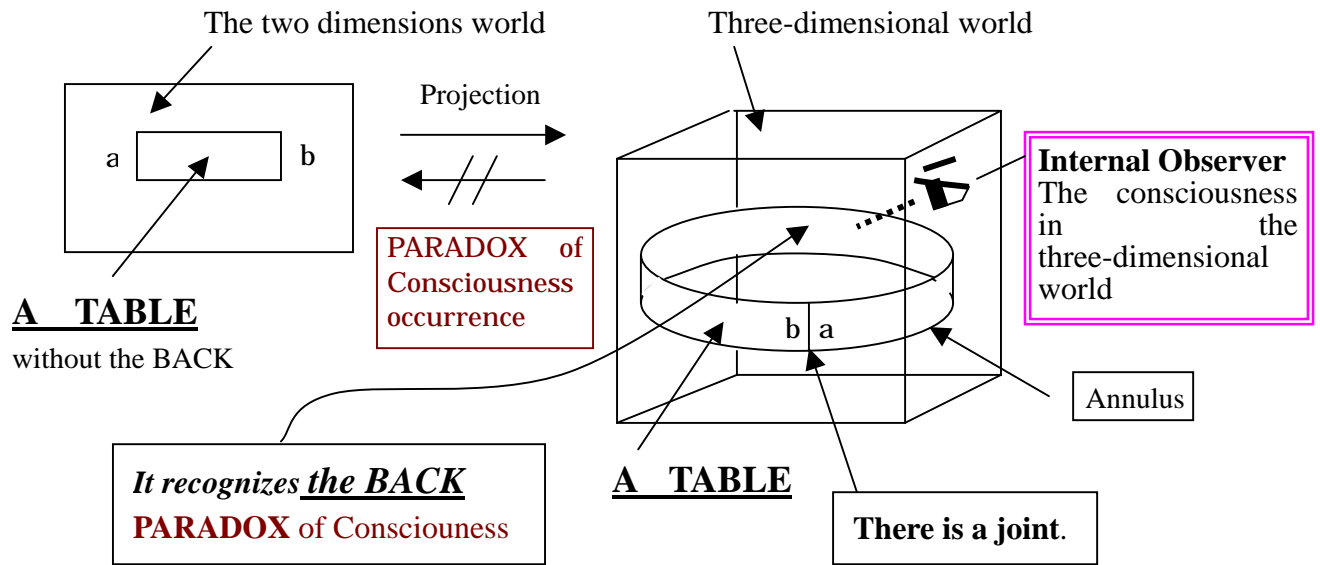 The two dimensions world
Three-dimensional world
Projection
a
b
Internal Observer
The consciousness
in the
three-dimensional
world
PARADOX of
Consciousness
occurrence
A TABLE
without the BACK
b a
Annulus
It recognizes the BACK
PARADOX of Consciouness
A TABLE
There is a joint.